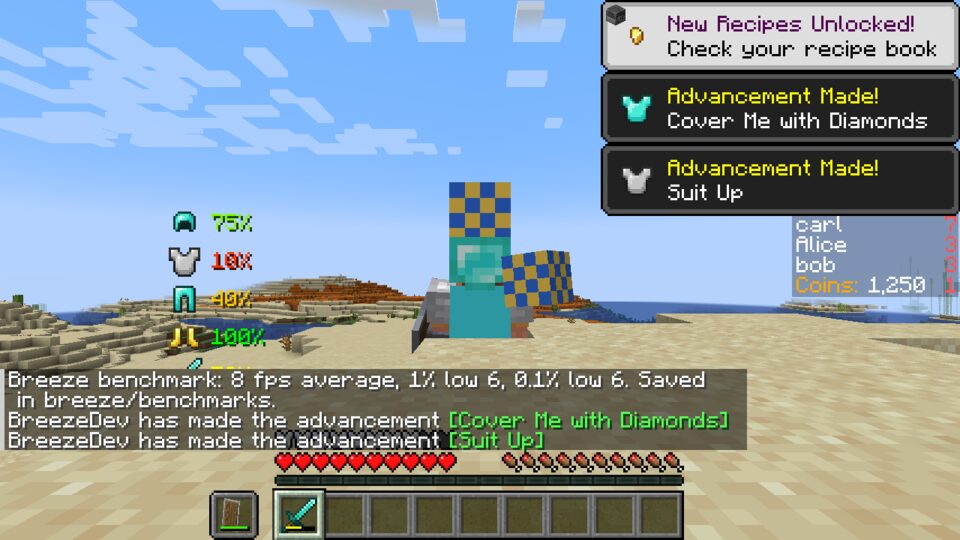 New Recipes Unlocked!
Check your recipe book
Advancement Made!
Cover Me with Diamonds
Advancement Made!
Suit Up
carl
Alice 3
bob
Coins: 1,250 1
75%
10%
40%
100%
Breeze benchmark: 8 fps average, 1% low 6, 0.1% low 6. Saved
in breeze/benchmarks.
BreezeDev has made the advancement [Cover Me with Diamonds]
BreezeDev has made the advancement [Suit Up]